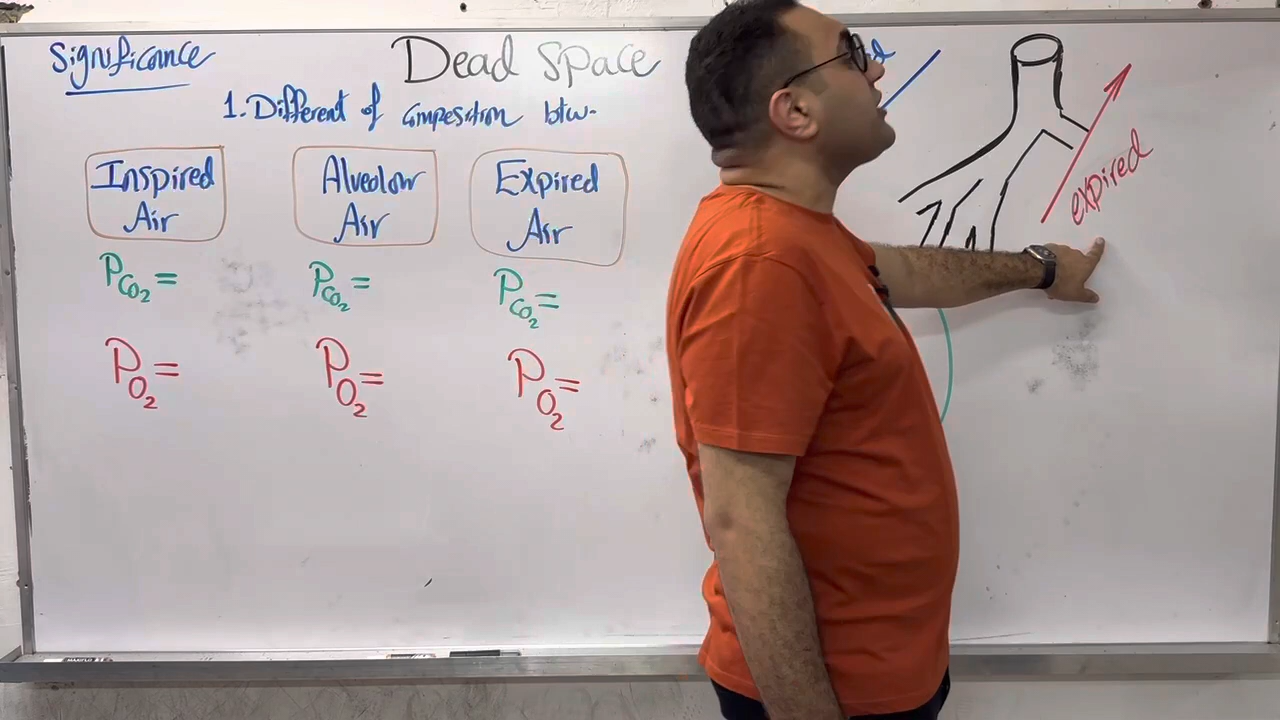 Significance
Dead Space
1. Different of Composition btw.
Inspired
Air
Alveolar
Air
Expired
Air
PCO2 =
PCO2 =
PCO2 =
PO2 =
PO2 =
PO2 =
expired